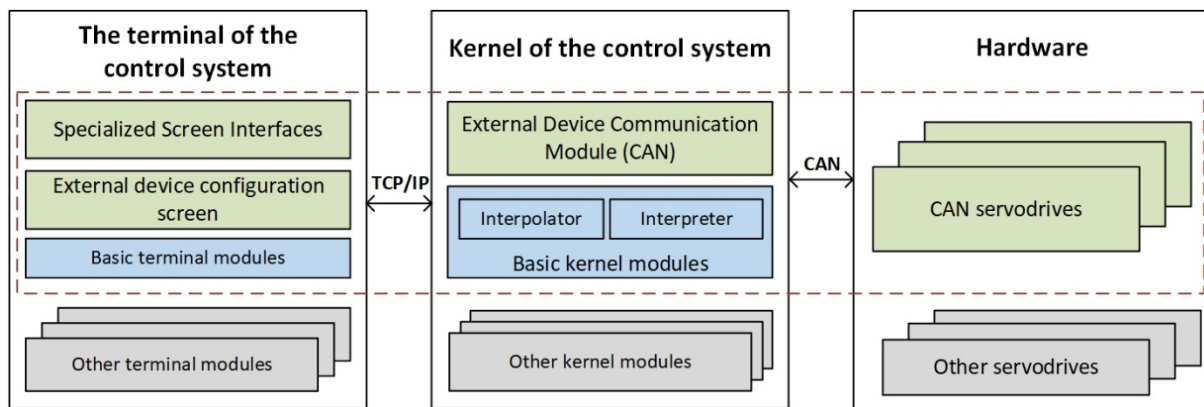 The terminal of the
control system
Specialized Screen Interfaces
External device configuration
screen
Basic terminal modules
Other terminal modules
TCP/IP
Kernel of the control system
External Device Communication
Module (CAN)
Interpolator
Interpreter
Basic kernel modules
Other kernel modules
CAN
Hardware
CAN servodrives
Other servodrives